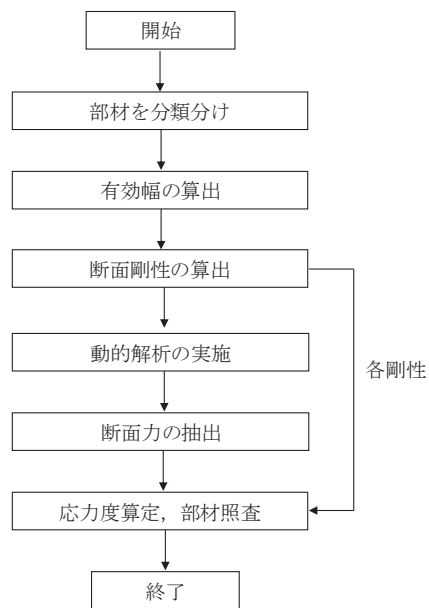 開始
部材を分類分け
有効幅の算出
断面剛性の算出
動的解析の実施
各剛性
断面力の抽出
応力度算定，部材照査
終了